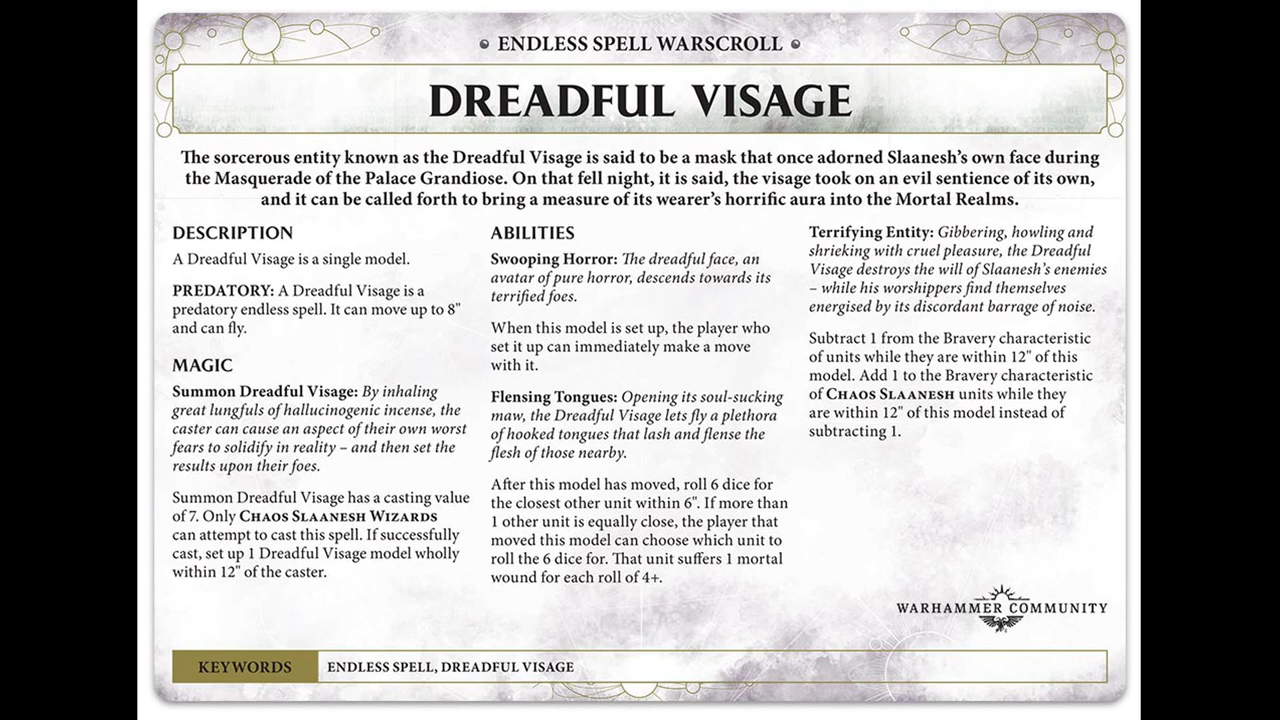 • ENDLESS SPELL WARSCROLL •
DREADFUL VISAGE
The sorcerous entity known as the Dreadful Visage is said to be a mask that once adorned Slaanesh's own face during
the Masquerade of the Palace Grandiose. On that fell night, it is said, the visage took on an evil sentience of its own,
and it can be called forth to bring a measure of its wearer's horrific aura into the Mortal Realms.
DESCRIPTION
A Dreadful Visage is a single model.
PREDATORY: A Dreadful Visage is a
predatory endless spell. It can move up to 8"
and can fly.
MAGIC
Summon Dreadful Visage: By inhaling
great lungfuls of hallucinogenic incense, the
caster can cause an aspect of their own worst
fears to solidify in reality – and then set the
results upon their foes.
Summon Dreadful Visage has a casting value
of 7. Only CHAOS SLAANESH WIZARDS
can attempt to cast this spell. If successfully
cast, set up 1 Dreadful Visage model wholly
within 12" of the caster.
ABILITIES
Swooping Horror: The dreadful face, an
avatar of pure horror, descends towards its
terrified foes.
When this model is set up, the player who
set it up can immediately make a move
with it.
Flensing Tongues: Opening its soul-sucking
maw, the Dreadful Visage lets fly a plethora
of hooked tongues that lash and flense the
flesh of those nearby.
After this model has moved, roll 6 dice for
the closest other unit within 6". If more than
1 other unit is equally close, the player that
moved this model can choose which unit to
roll the 6 dice for. That unit suffers 1 mortal
wound for each roll of 4+.
Terrifying Entity: Gibbering, howling and
shrieking with cruel pleasure, the Dreadful
Visage destroys the will of Slaanesh's enemies
– while his worshippers find themselves
energised by its discordant barrage of noise.
Subtract 1 from the Bravery characteristic
of units while they are within 12" of this
model. Add 1 to the Bravery characteristic
of CHAOS SLAANESH units while they
are within 12" of this model instead of
subtracting 1.
WARHAMMER COMMUNITY
KEYWORDS
ENDLESS SPELL, DREADFUL VISAGE